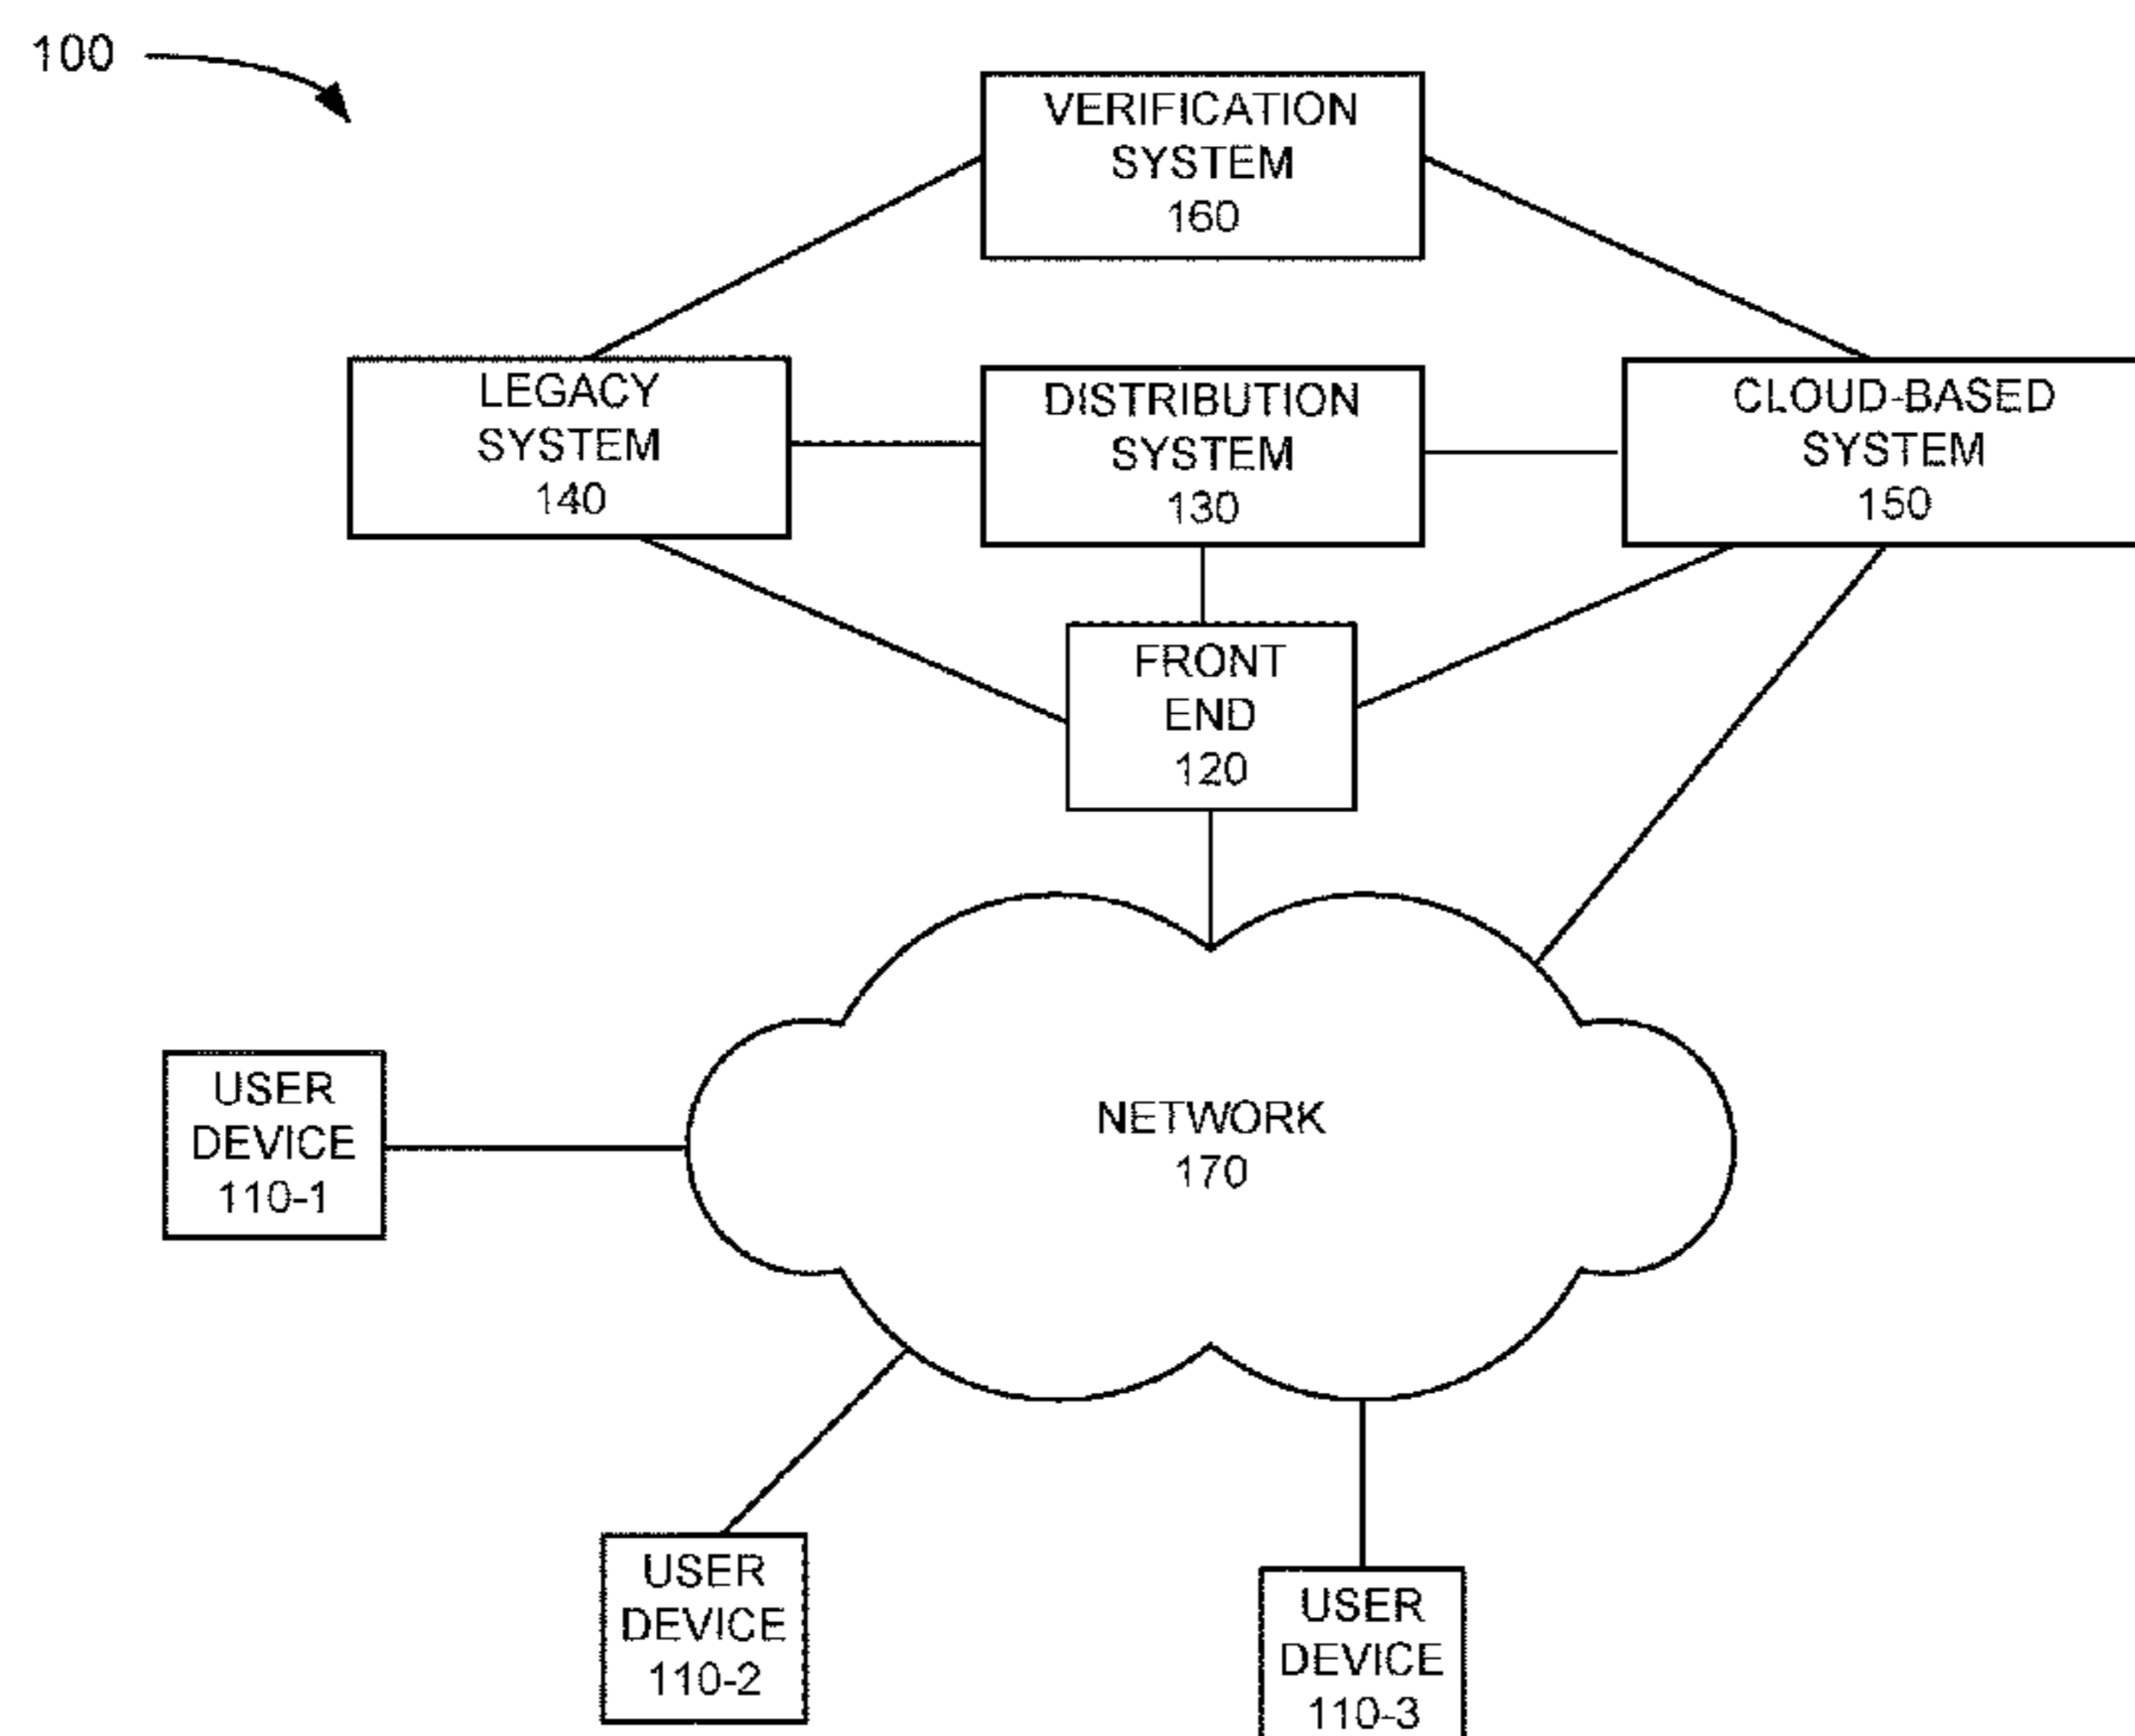 100
VERIFICATION
SYSTEM
160
LEGACY
SYSTEM
140
DISTRIBUTION
SYSTEM
130
CLOUD-BASED
SYSTEM
150
FRONT
END
120
NETWORK
170
USER
DEVICE
110-1
USER
DEVICE
110-2
USER
DEVICE
110-3